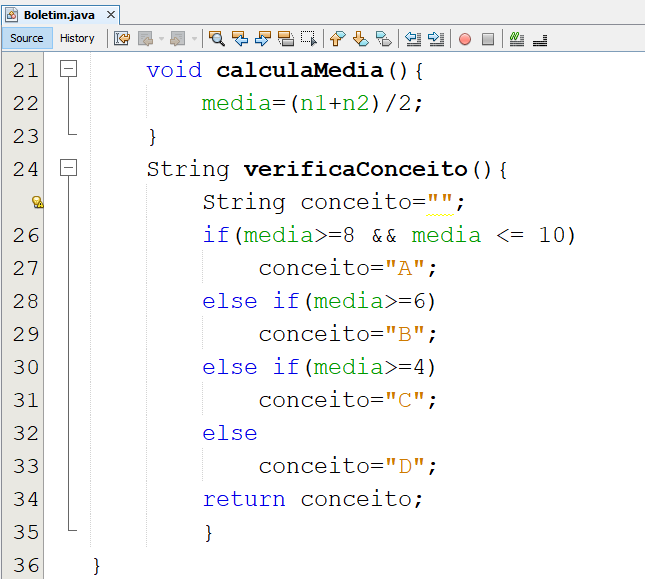 Boletim.java
Source History
21 void calculaMedia(){
22 media=(n1+n2)/2;
23 }
24 String verificaConceito(){
String conceito="";
26 if(media>=8 && media <= 10)
27 conceito="A";
28 else if(media>=6)
29 conceito="B";
30 else if(media>=4)
31 conceito="C";
32 else
33 conceito="D";
34 return conceito;
35 }
36 }